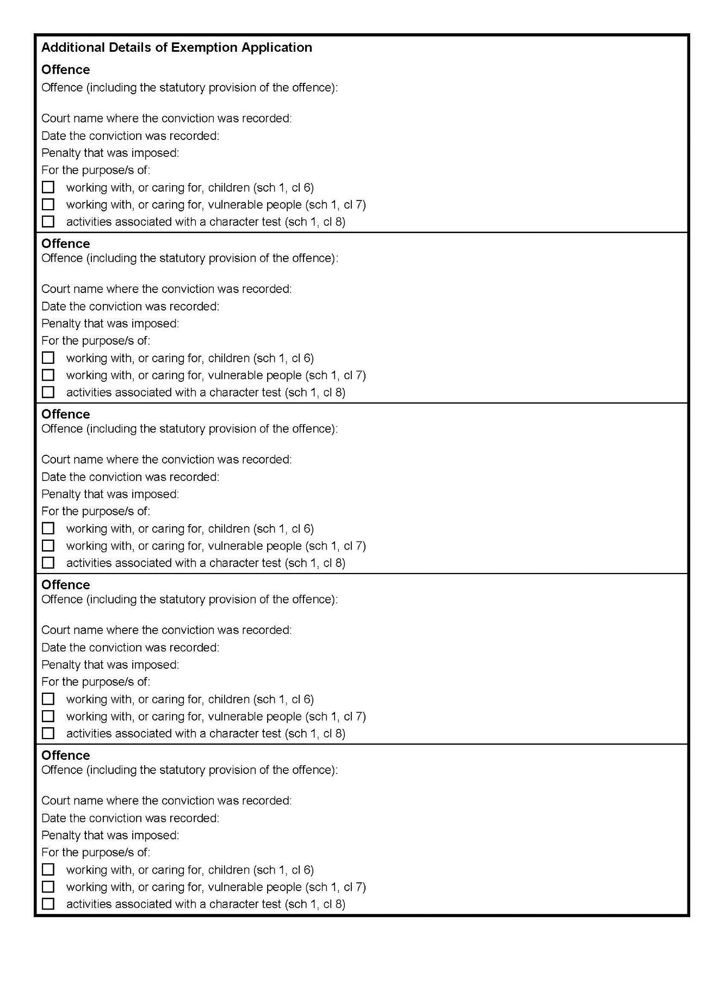 Additional Details of Exemption Application
Offence
Offence (including the statutory provision of the offence):
Court name where the conviction was recorded:
Date the conviction was recorded:
Penalty that was imposed:
For the purpose/s of:
working with, or caring for, children (sch 1, cl 6)
working with, or caring for, vulnerable people (sch 1, cl 7)
activities associated with a character test (sch 1, cl 8)
Offence
Offence (including the statutory provision of the offence):
Court name where the conviction was recorded:
Date the conviction was recorded:
Penalty that was imposed:
For the purpose/s of:
working with, or caring for, children (sch 1, cl 6)
working with, or caring for, vulnerable people (sch 1, cl 7)
activities associated with a character test (sch 1, cl 8)
Offence
Offence (including the statutory provision of the offence):
Court name where the conviction was recorded:
Date the conviction was recorded:
Penalty that was imposed:
For the purpose/s of:
working with, or caring for, children (sch 1, cl 6)
working with, or caring for, vulnerable people (sch 1, cl 7)
activities associated with a character test (sch 1, cl 8)
Offence
Offence (including the statutory provision of the offence):
Court name where the conviction was recorded:
Date the conviction was recorded:
Penalty that was imposed:
For the purpose/s of:
working with, or caring for, children (sch 1, cl 6)
working with, or caring for, vulnerable people (sch 1, cl 7)
activities associated with a character test (sch 1, cl 8)
Offence
Offence (including the statutory provision of the offence):
Court name where the conviction was recorded:
Date the conviction was recorded:
Penalty that was imposed:
For the purpose/s of:
working with, or caring for, children (sch 1, cl 6)
working with, or caring for, vulnerable people (sch 1, cl 7)
activities associated with a character test (sch 1, cl 8)